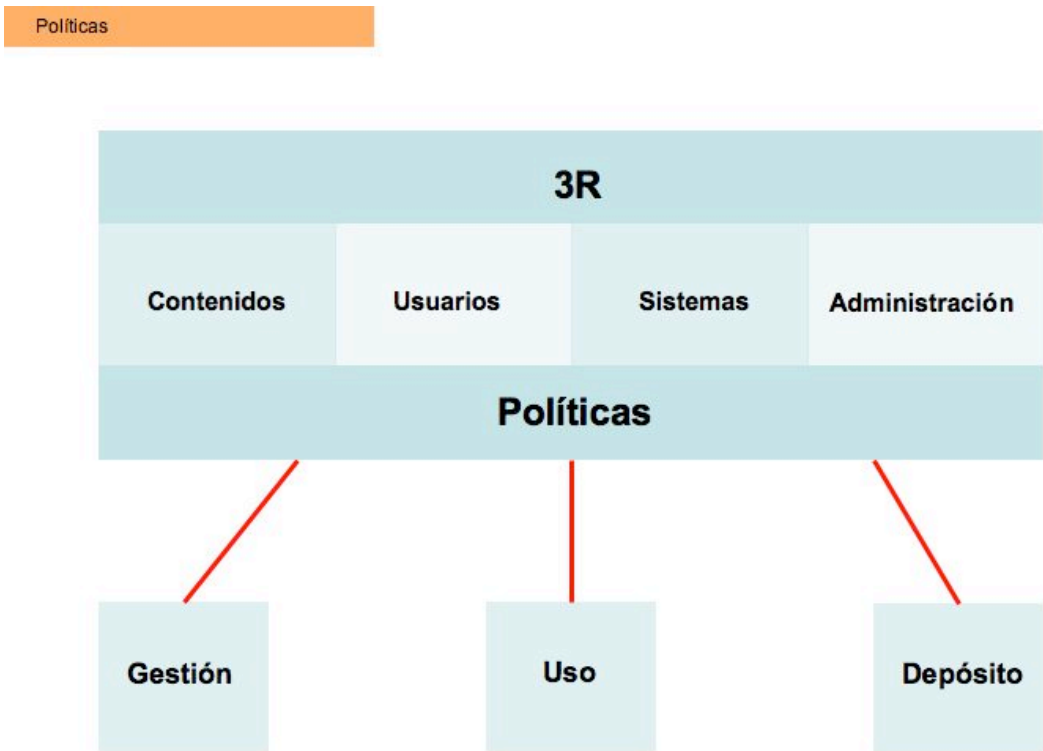 Políticas
3R
Contenidos Usuarios Sistemas Administración
Políticas
Gestión Uso Depósito